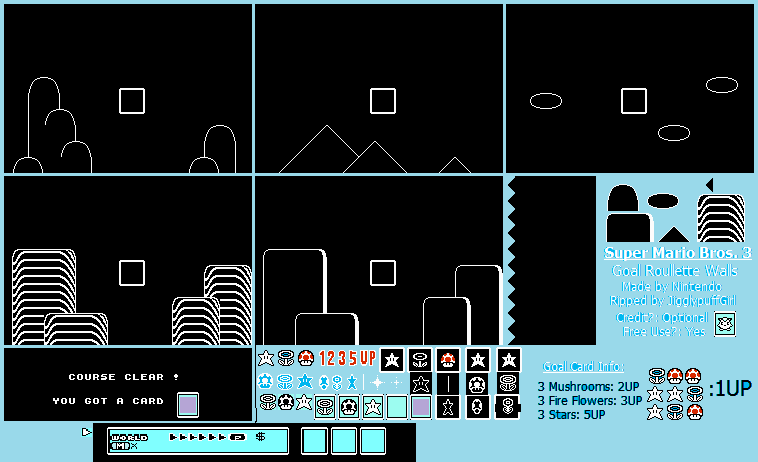 Super Mario Bros. 3
Goal Roulette Walls
Made by Nintendo
Ripped by JigglypuffGirl
Credit?: Optional
Free Use?: Yes
COURSE CLEAR !
YOU GOT A CARD
1235UP
Goal Card Info:
3 Mushrooms: 2UP
3 Fire Flowers: 3UP
3 Stars: 5UP
:1UP
WORLD
P
$